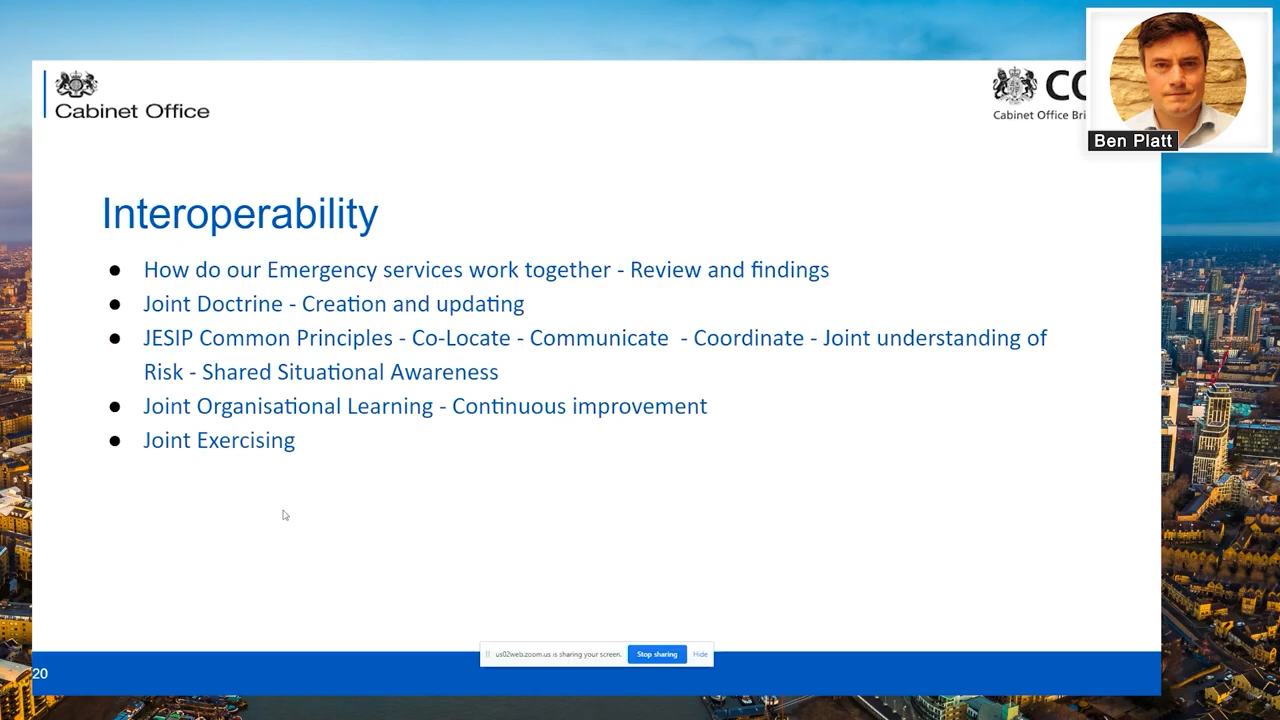 Cabinet Office
CO
Cabinet Office Bri
Ben Platt
Interoperability
● How do our Emergency services work together - Review and findings
● Joint Doctrine - Creation and updating
● JESIP Common Principles - Co-Locate - Communicate - Coordinate - Joint understanding of
Risk - Shared Situational Awareness
● Joint Organisational Learning - Continuous improvement
● Joint Exercising
us02web.zoom.us is sharing your screen. Stop sharing Hide
20